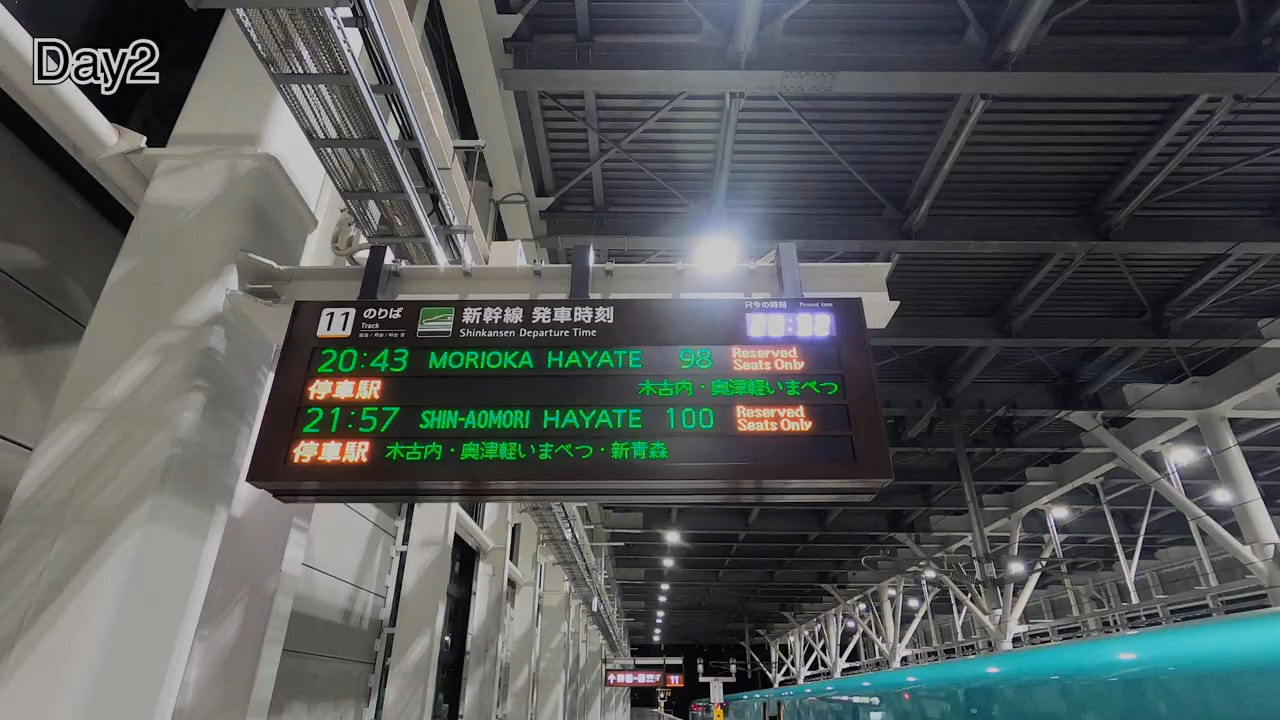 Day2
11 のりば
Track
新幹線 発車時刻
Shinkansen Departure Time
只今の時刻 Present time
20:43 MORIOKA HAYATE 98 Reserved Seats Only
停車駅 木古内・奥津軽いまべつ
21:57 SHIN-AOMORI HAYATE 100 Reserved Seats Only
停車駅 木古内・奥津軽いまべつ・新青森
11